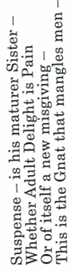 Suspense – is his maturer Sister –
Whether Adult Delight is Pain
Or of itself a new misgiving –
This is the Gnat that mangles men –